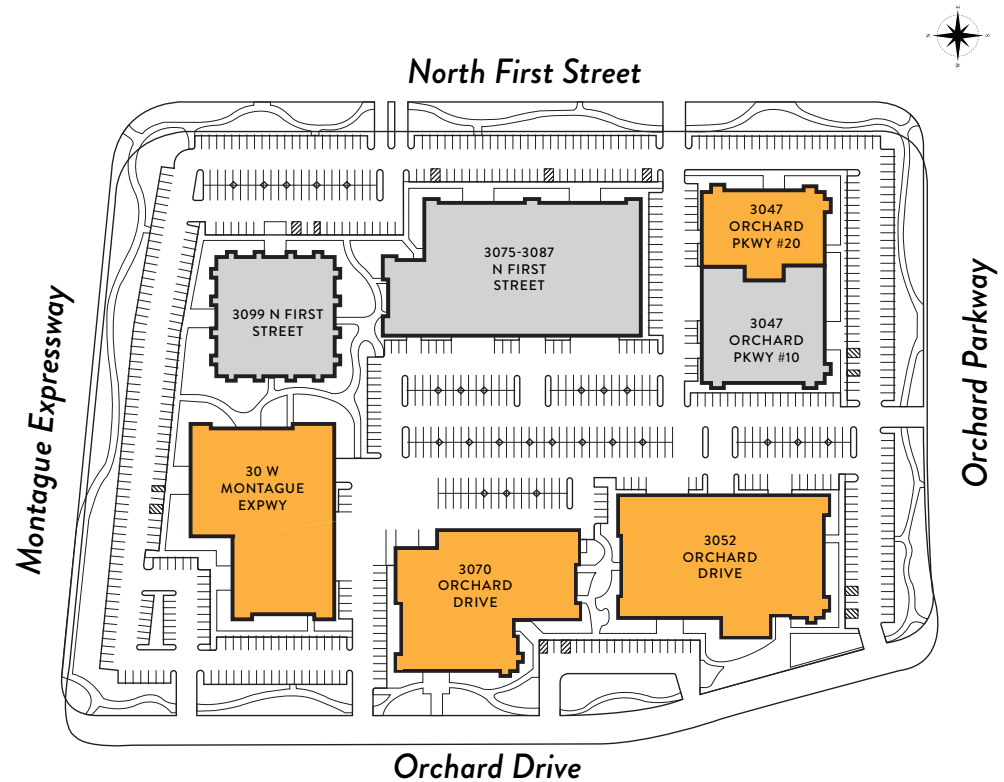 E
N
S
W
North First Street
3047
ORCHARD
PKWY #20
3075-3087
N FIRST
STREET
3099 N FIRST
STREET
3047
ORCHARD
PKWY #10
Montague Expressway
Orchard Parkway
30 W
MONTAGUE
EXPWY
3070
ORCHARD
DRIVE
3052
ORCHARD
DRIVE
Orchard Drive